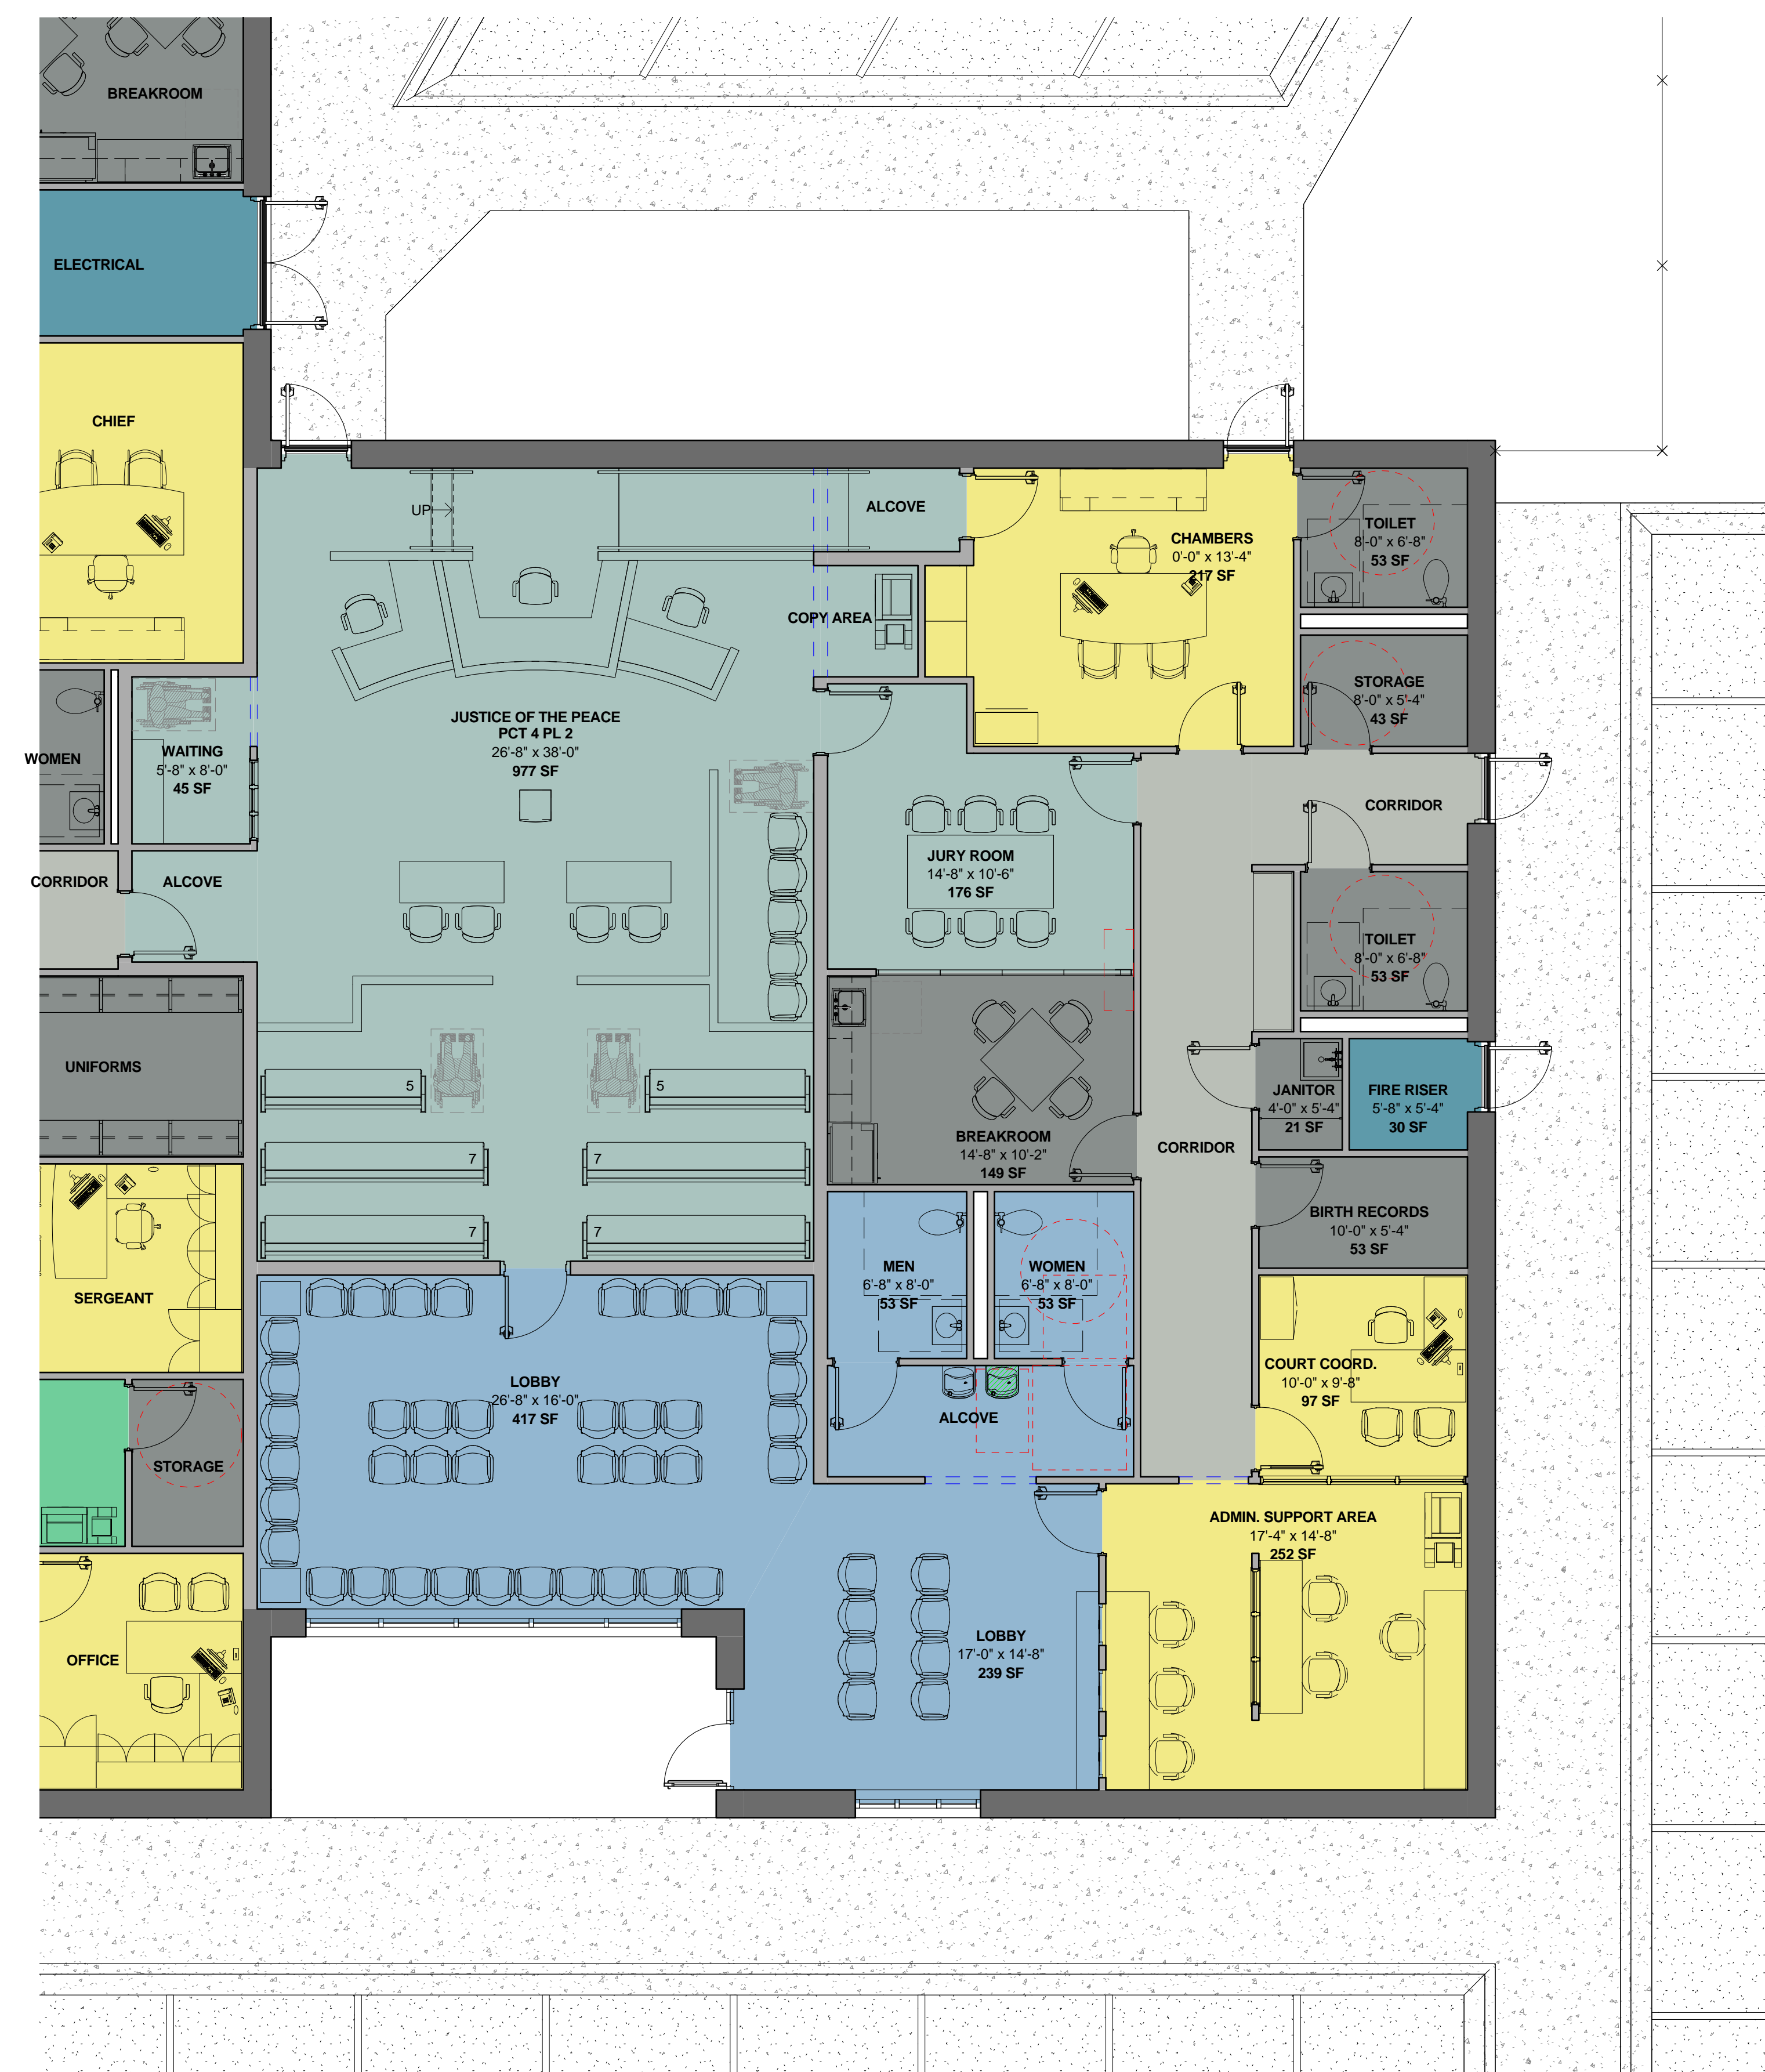 BREAKROOM
ELECTRICAL
CHIEF
UP
ALCOVE
CHAMBERS
0'-0" x 13'-4"
217 SF
TOILET
8'-0" x 6'-8"
53 SF
COPY AREA
STORAGE
8'-0" x 5'-4"
43 SF
JUSTICE OF THE PEACE
PCT 4 PL 2
26'-8" x 38'-0"
977 SF
WOMEN
WAITING
5'-8" x 8'-0"
45 SF
CORRIDOR
JURY ROOM
14'-8" x 10'-6"
176 SF
CORRIDOR
ALCOVE
TOILET
8'-0" x 6'-8"
53 SF
UNIFORMS
5
5
JANITOR
4'-0" x 5'-4"
21 SF
FIRE RISER
5'-8" x 5'-4"
30 SF
BREAKROOM
14'-8" x 10'-2"
149 SF
CORRIDOR
7
7
BIRTH RECORDS
10'-0" x 5'-4"
53 SF
7
7
SERGEANT
MEN
6'-8" x 8'-0"
53 SF
WOMEN
6'-8" x 8'-0"
53 SF
LOBBY
26'-8" x 16'-0"
417 SF
COURT COORD.
10'-0" x 9'-8"
97 SF
ALCOVE
STORAGE
ADMIN. SUPPORT AREA
17'-4" x 14'-8"
252 SF
OFFICE
LOBBY
17'-0" x 14'-8"
239 SF